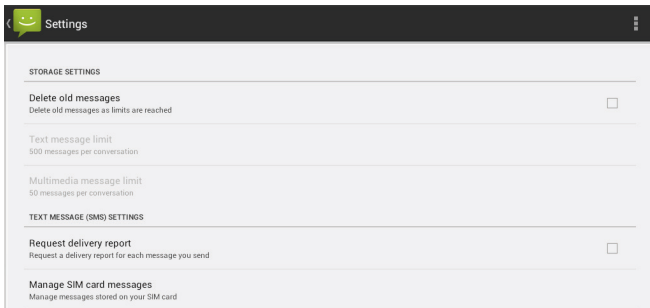 Settings
STORAGE SETTINGS
Delete old messages
Delete old messages as limits are reached
Text message limit
500 messages per conversation
Multimedia message limit
50 messages per conversation
TEXT MESSAGE (SMS) SETTINGS
Request delivery report
Request a delivery report for each message you send
Manage SIM card messages
Manage messages stored on your SIM card